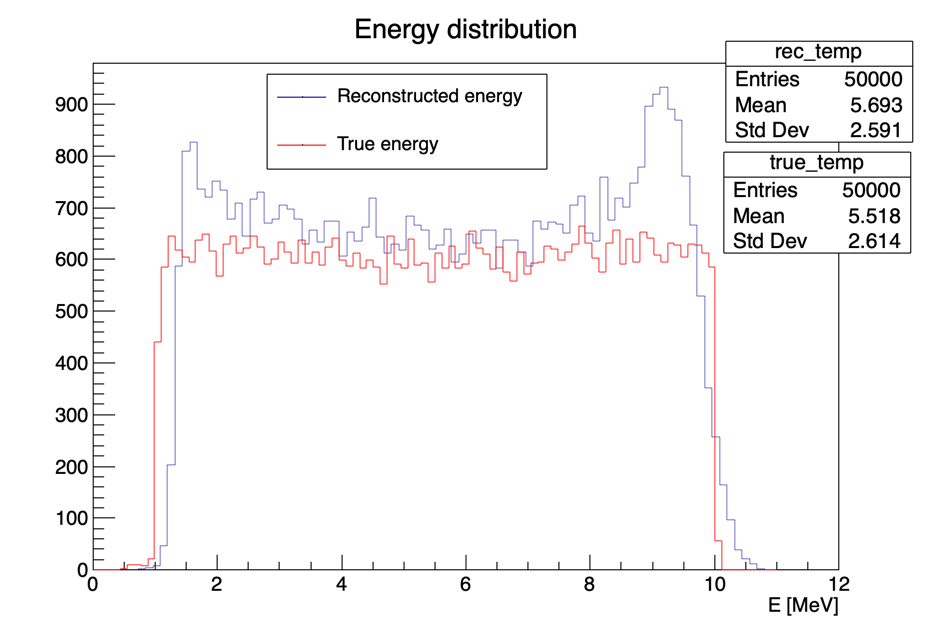 Energy distribution
rec_temp
Entries 50000
Mean 5.693
Std Dev 2.591
true_temp
Entries 50000
Mean 5.518
Std Dev 2.614
Reconstructed energy
True energy
900
800
700
600
500
400
300
200
100
0
0 2 4 6 8 10 12
E [MeV]